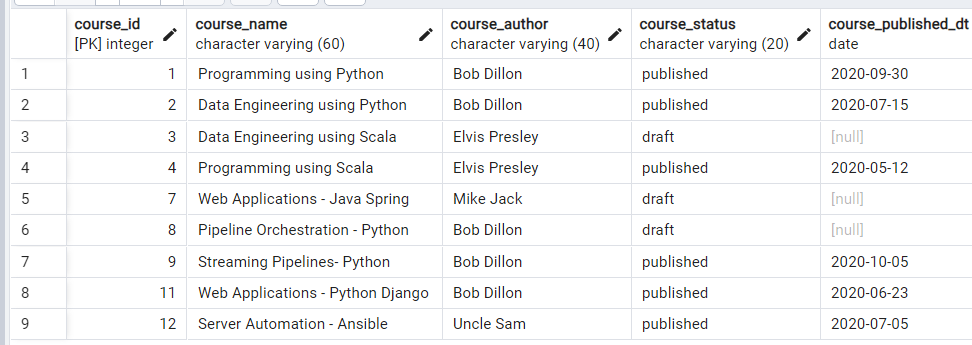 course_id course_name course_author course_status course_published_dt
[PK] integer character varying (60) character varying (40) character varying (20) date
1 1 Programming using Python Bob Dillon published 2020-09-30
2 2 Data Engineering using Python Bob Dillon published 2020-07-15
3 3 Data Engineering using Scala Elvis Presley draft [null]
4 4 Programming using Scala Elvis Presley published 2020-05-12
5 7 Web Applications - Java Spring Mike Jack draft [null]
6 8 Pipeline Orchestration - Python Bob Dillon draft [null]
7 9 Streaming Pipelines- Python Bob Dillon published 2020-10-05
8 11 Web Applications - Python Django Bob Dillon published 2020-06-23
9 12 Server Automation - Ansible Uncle Sam published 2020-07-05